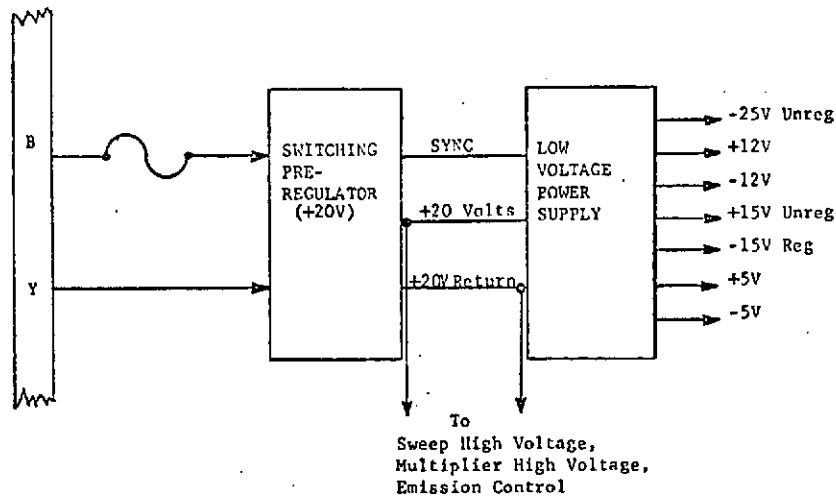 B
Y
SWITCHING
PRE-
REGULATOR
(+20V)
SYNC
+20 Volts
+20V Return
LOW
VOLTAGE
POWER
SUPPLY
-25V Unreg
+12V
-12V
+15V Unreg
-15V Reg
+5V
-5V
To
Sweep High Voltage,
Multiplier High Voltage,
Emission Control